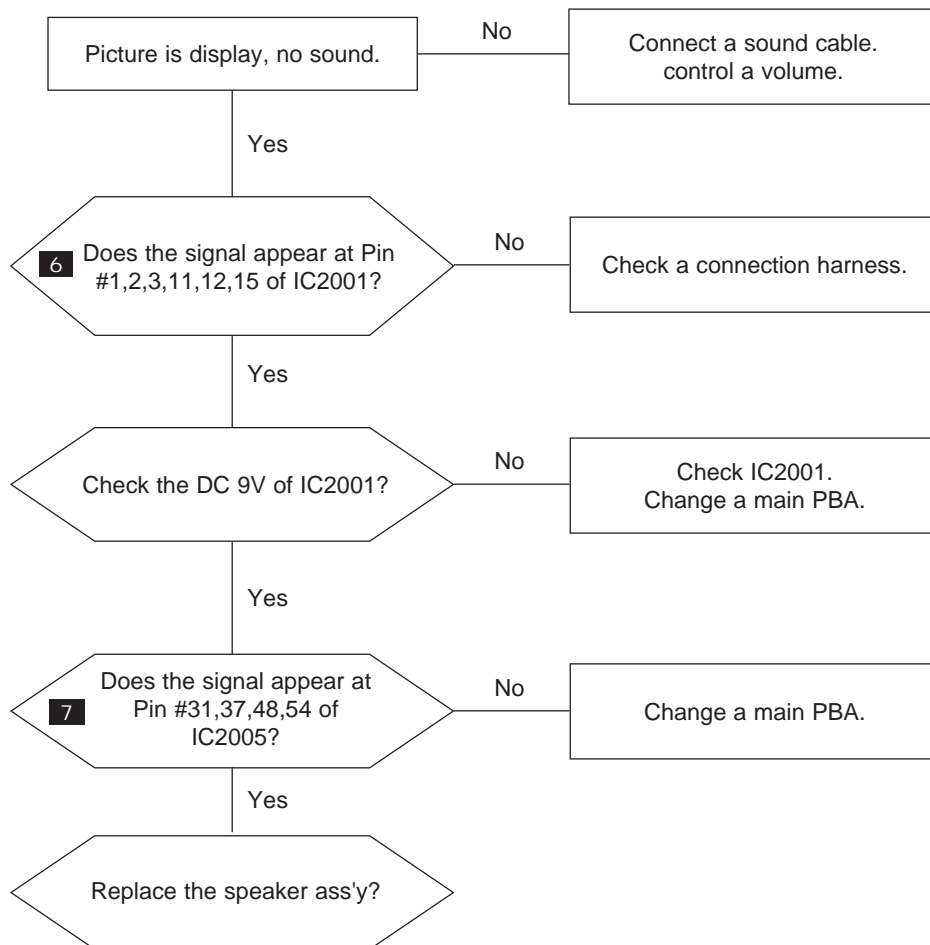 Picture is display, no sound.
No
Connect a sound cable.
control a volume.
Yes
6
Does the signal appear at Pin
#1,2,3,11,12,15 of IC2001?
No
Check a connection harness.
Yes
Check the DC 9V of IC2001?
No
Check IC2001.
Change a main PBA.
Yes
7
Does the signal appear at
Pin #31,37,48,54 of
IC2005?
No
Change a main PBA.
Yes
Replace the speaker ass'y?